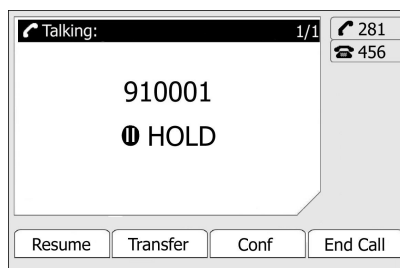 Talking: 1/1
281
456
910001
HOLD
Resume Transfer Conf End Call